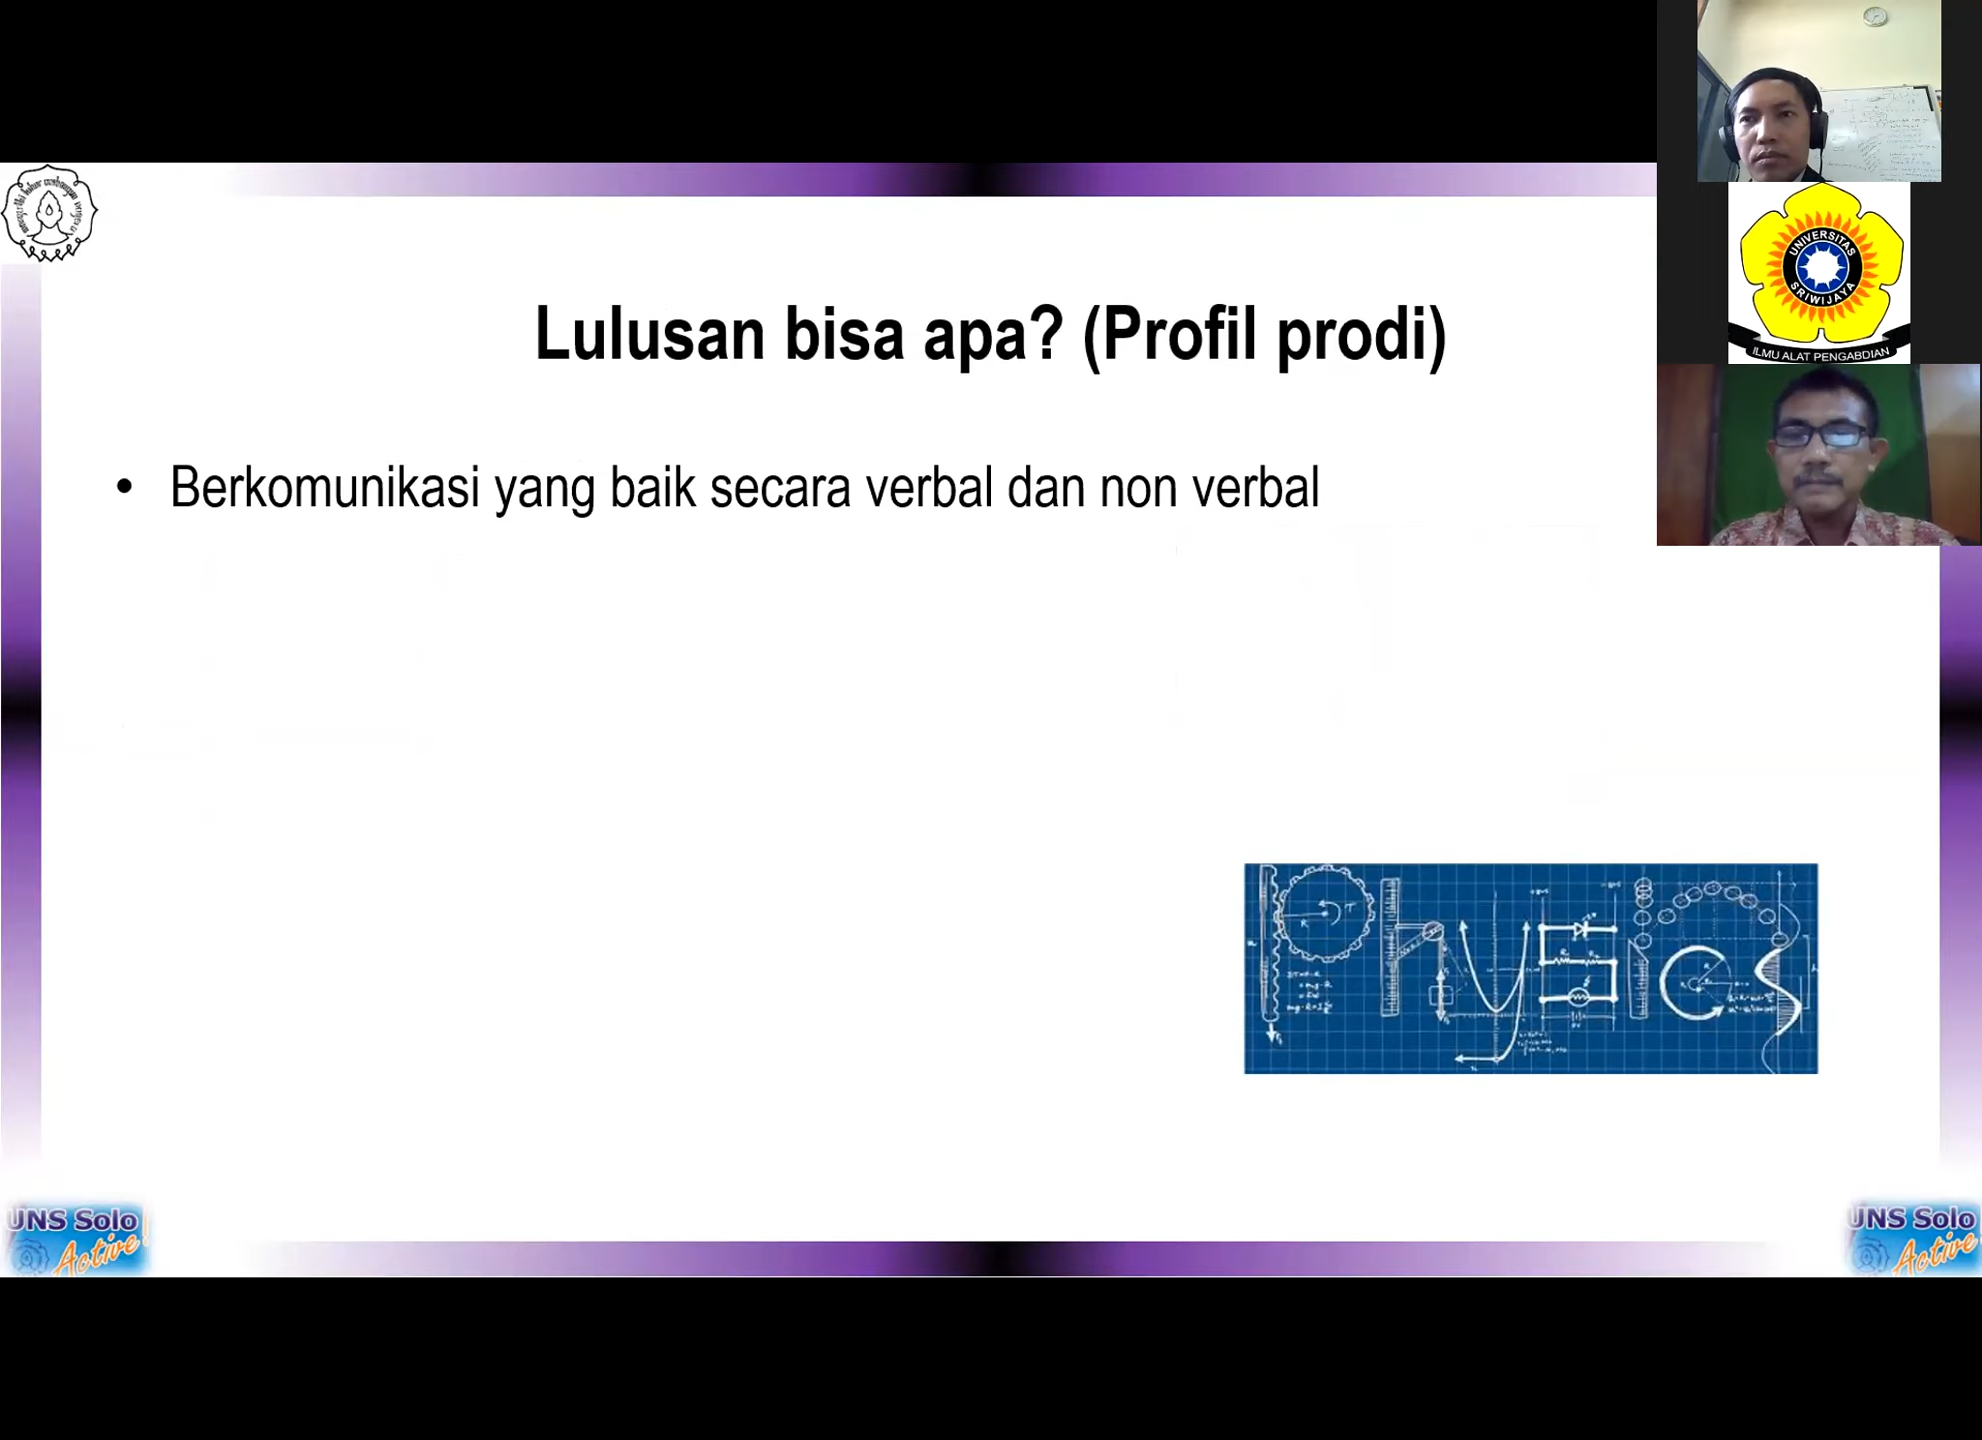 UNIVERSITAS
SRIWIJAYA
ILMU ALAT PENGABDIAN
Lulusan bisa apa? (Profil prodi)
• Berkomunikasi yang baik secara verbal dan non verbal
Physics
UNS Solo
Active!
UNS Solo
Active